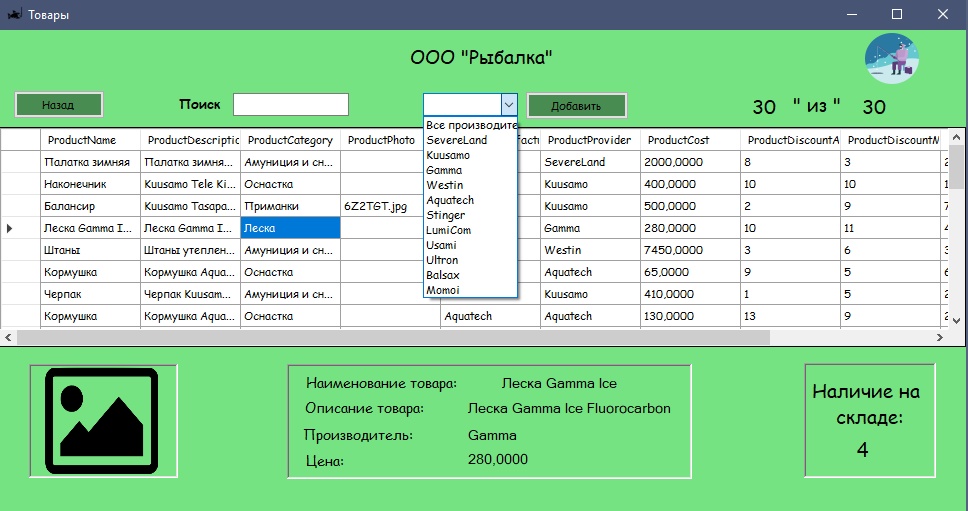 Товары
ООО "Рыбалка"
Назад Поиск Добавить 30 " из " 30
Все производите
SevereLand
Kuusamo
Gamma
Westin
Aquatech
Stinger
LumiCom
Usami
Ultron
Balsax
Momoi
ProductName ProductDescriptic ProductCategory ProductPhoto ProductProvider ProductCost ProductDiscountA ProductDiscountM
Палатка зимняя Палатка зимня... Амуниция и сн... SevereLand 2000,0000 8 3
Наконечник Kuusamo Tele Ki... Оснастка Kuusamo 400,0000 10 10
Балансир Kuusamo Tasapa... Приманки 6Z2TGT.jpg Kuusamo 500,0000 2 9
Леска Gamma I... Леска Gamma I... Леска Gamma 280,0000 10 11
Штаны Штаны утеплен... Амуниция и сн... Westin 7450,0000 3 6
Кормушка Кормушка Aqua... Оснастка Aquatech 65,0000 9 5
Черпак Черпак Kuusam... Амуниция и сн... Kuusamo 410,0000 1 5
Кормушка Кормушка Aqua... Оснастка Aquatech Aquatech 130,0000 13 9
Наименование товара: Леска Gamma Ice
Описание товара: Леска Gamma Ice Fluorocarbon
Производитель: Gamma
Цена: 280,0000
Наличие на
складе:
4